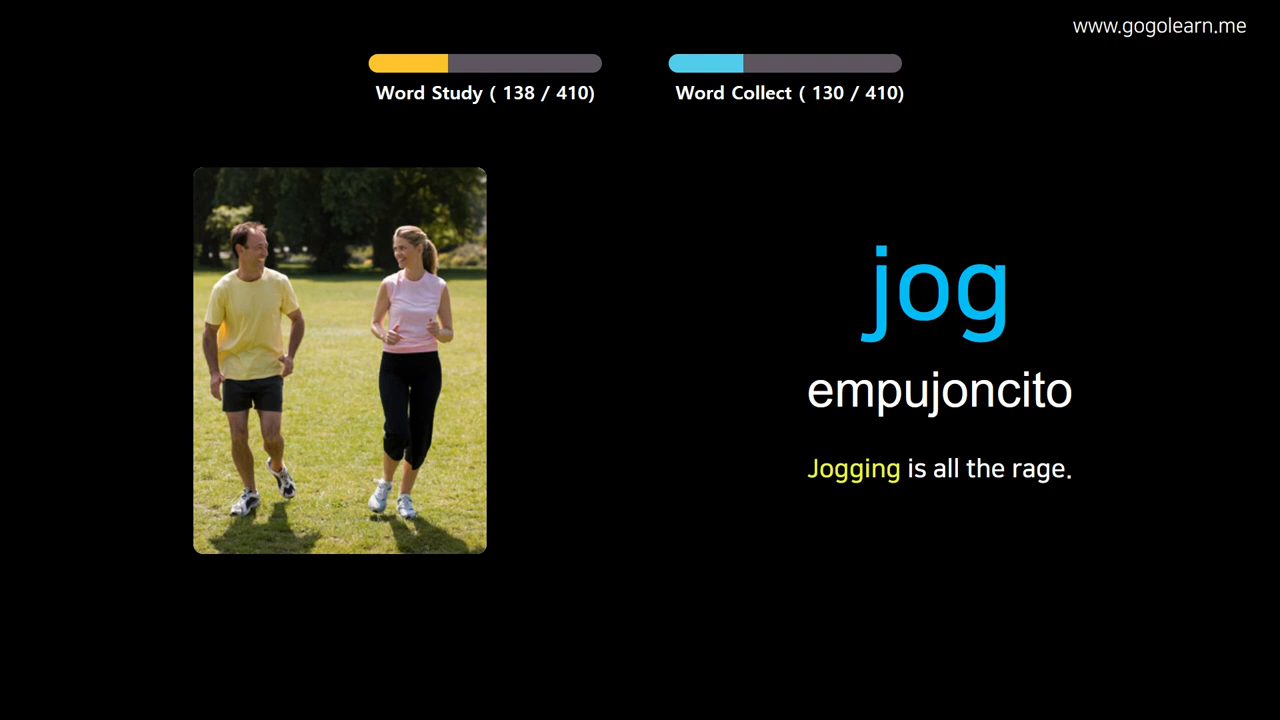 www.gogolearn.me
Word Study ( 138 / 410)
Word Collect ( 130 / 410)
jog
empujoncito
Jogging is all the rage.